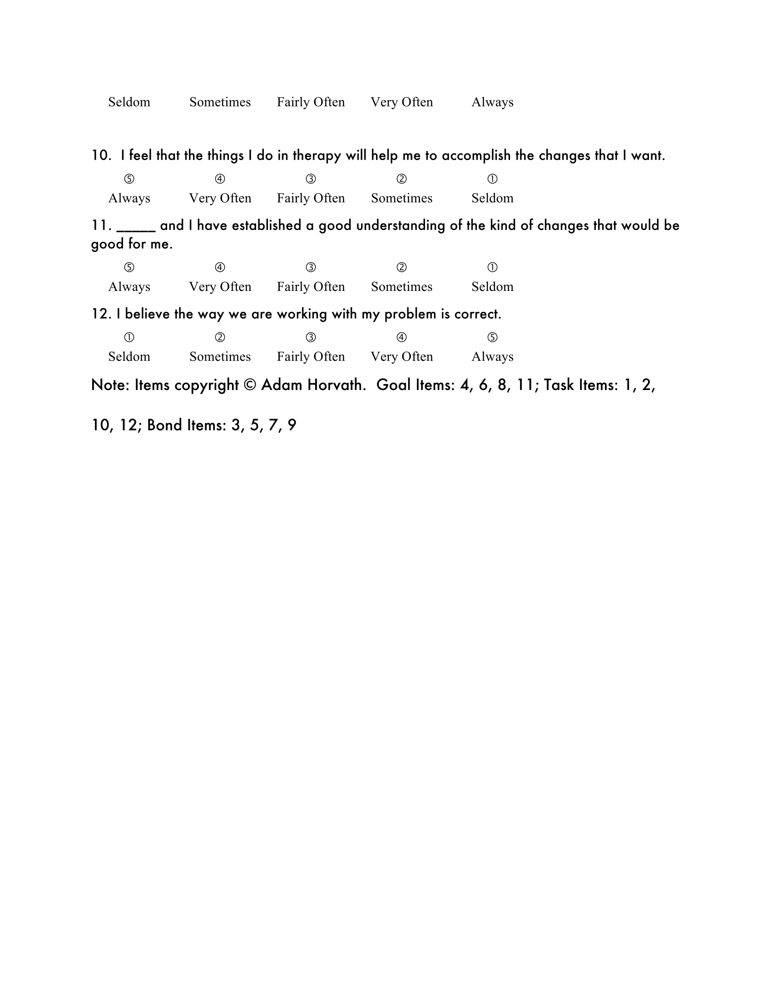 Seldom Sometimes Fairly Often Very Often Always
10. I feel that the things I do in therapy will help me to accomplish the changes that I want.
⑤ ④ ③ ② ①
Always Very Often Fairly Often Sometimes Seldom
11. _____ and I have established a good understanding of the kind of changes that would be
good for me.
⑤ ④ ③ ② ①
Always Very Often Fairly Often Sometimes Seldom
12. I believe the way we are working with my problem is correct.
① ② ③ ④ ⑤
Seldom Sometimes Fairly Often Very Often Always
Note: Items copyright © Adam Horvath. Goal Items: 4, 6, 8, 11; Task Items: 1, 2,
10, 12; Bond Items: 3, 5, 7, 9